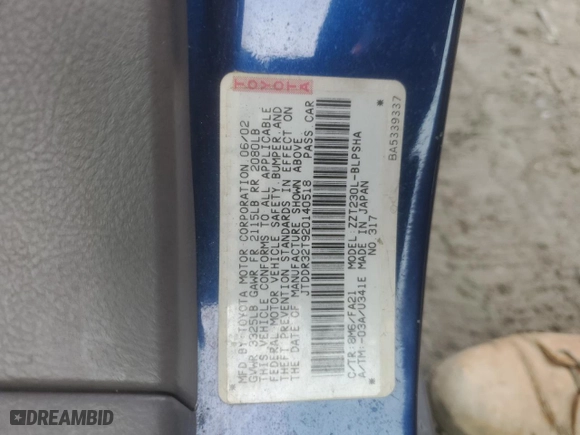 TOYOTA
MFD BY:TOYOTA MOTOR CORPORATION 06/02
GVWR 3325LB GAWR FR 2115LB RR 2080LB
THIS VEHICLE CONFORMS TO ALL APPLICABLE
FEDERAL MOTOR VEHICLE SAFETY, BUMPER, AND
THEFT PREVENTION STANDARDS IN EFFECT ON
THE DATE OF MANUFACTURE SHOWN ABOVE.
JTDDR32T920140518 PASS CAR
C/TR:8M6/FA21 MODEL:ZZT230L-BLPSHA
A/TM:-03A/U341E MADE IN JAPAN
NO.317
BA5339337
DREAMBID